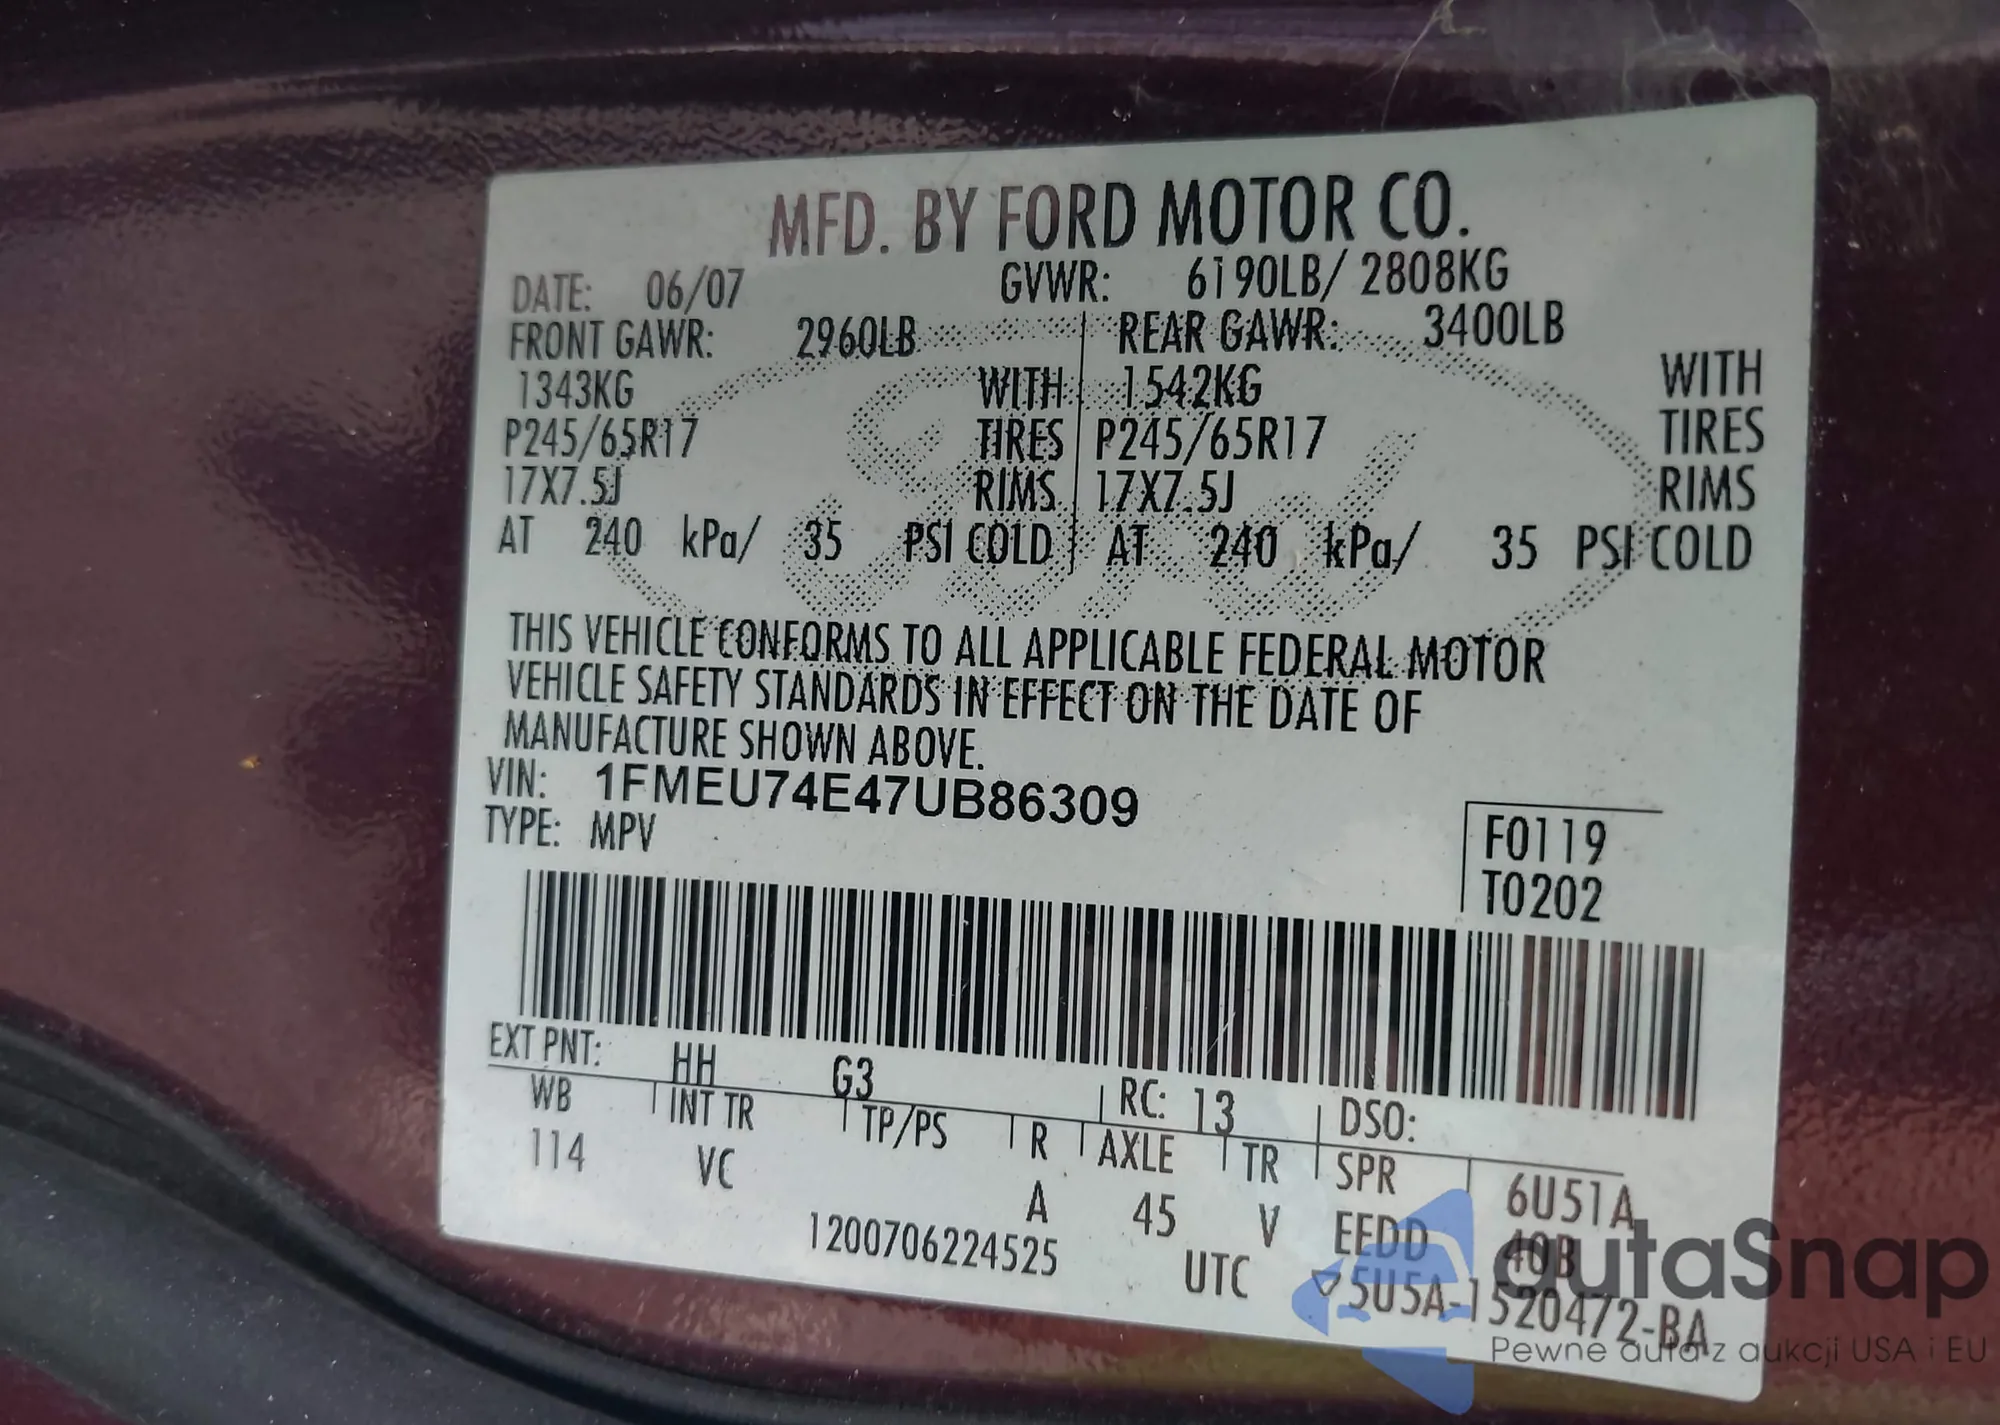 MFD. BY FORD MOTOR CO.
DATE: 06/07 GVWR: 6190LB/ 2808KG
FRONT GAWR: 2960LB REAR GAWR: 3400LB
1343KG WITH 1542KG WITH
P245/65R17 TIRES P245/65R17 TIRES
17X7.5J RIMS 17X7.5J RIMS
AT 240 kPa/ 35 PSI COLD AT 240 kPa/ 35 PSI COLD
THIS VEHICLE CONFORMS TO ALL APPLICABLE FEDERAL MOTOR
VEHICLE SAFETY STANDARDS IN EFFECT ON THE DATE OF
MANUFACTURE SHOWN ABOVE.
VIN: 1FMEU74E47UB86309
TYPE: MPV
F0119
T0202
EXT PNT: HH G3 RC: 13 DSO:
WB INT TR TP/PS R AXLE TR SPR 6U51A
114 VC A 45 V EEDD 40B
1200706224525 UTC ▽5U5A-1520472-BA
autaSnap
Pewne auta z aukcji USA i EU